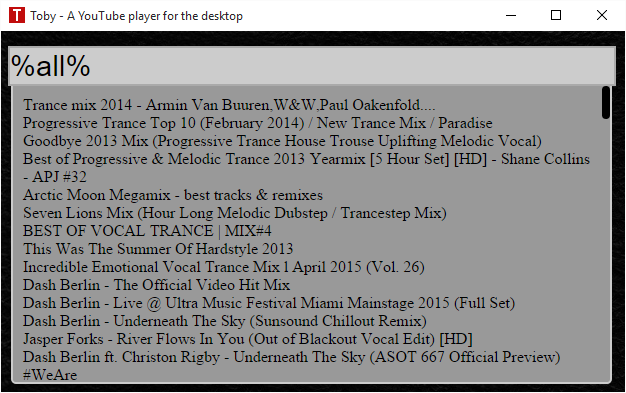 Toby - A YouTube player for the desktop
%all%
Trance mix 2014 - Armin Van Buuren,W&W,Paul Oakenfold....
Progressive Trance Top 10 (February 2014) / New Trance Mix / Paradise
Goodbye 2013 Mix (Progressive Trance House Trouse Uplifting Melodic Vocal)
Best of Progressive & Melodic Trance 2013 Yearmix [5 Hour Set] [HD] - Shane Collins
- APJ #32
Arctic Moon Megamix - best tracks & remixes
Seven Lions Mix (Hour Long Melodic Dubstep / Trancestep Mix)
BEST OF VOCAL TRANCE | MIX#4
This Was The Summer Of Hardstyle 2013
Incredible Emotional Vocal Trance Mix l April 2015 (Vol. 26)
Dash Berlin - The Official Video Hit Mix
Dash Berlin - Live @ Ultra Music Festival Miami Mainstage 2015 (Full Set)
Dash Berlin - Underneath The Sky (Sunsound Chillout Remix)
Jasper Forks - River Flows In You (Out of Blackout Vocal Edit) [HD]
Dash Berlin ft. Christon Rigby - Underneath The Sky (ASOT 667 Official Preview)
#WeAre